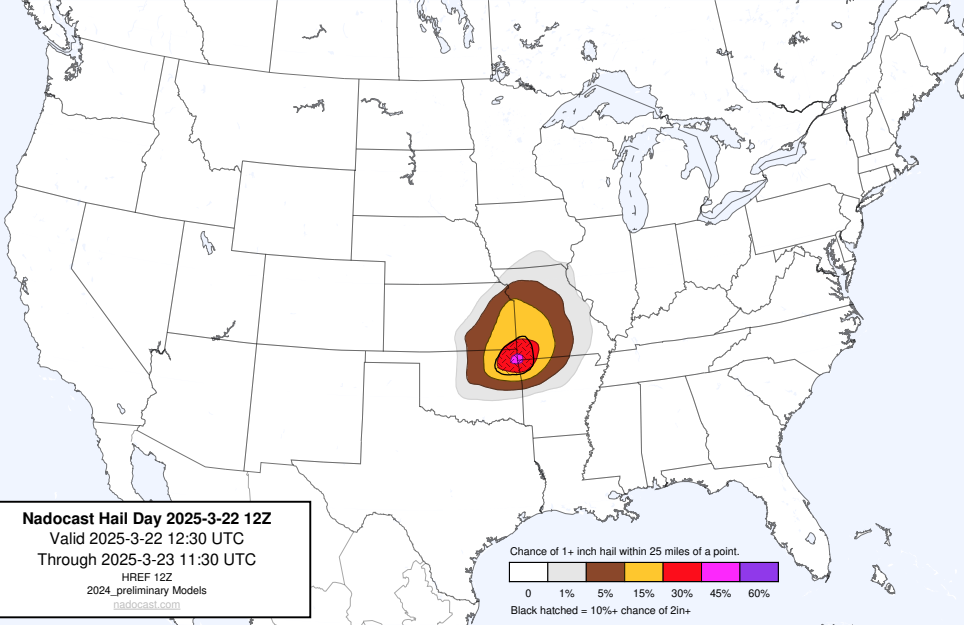 Nadocast Hail Day 2025-3-22 12Z
Valid 2025-3-22 12:30 UTC
Through 2025-3-23 11:30 UTC
HREF 12Z
2024_preliminary Models
nadocast.com
Chance of 1+ inch hail within 25 miles of a point.
0 1% 5% 15% 30% 45% 60%
Black hatched = 10%+ chance of 2in+